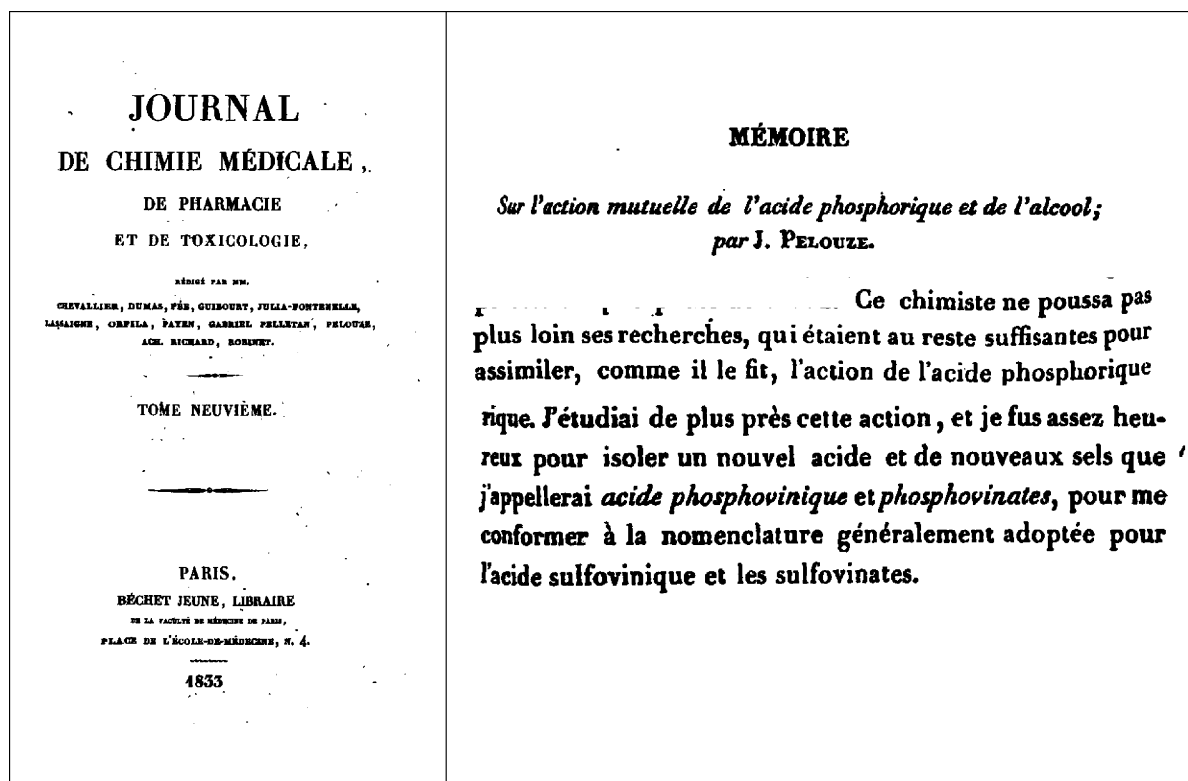 JOURNAL
DE CHIMIE MÉDICALE,
DE PHARMACIE
ET DE TOXICOLOGIE,
RÉDIGÉ PAR MM.
CHEVALLIER, DUMAS, FÉE, GUIBOURT, JULIA-FONTENELLE,
LASSAIGNE, ORFILA, PAYEN, GABRIEL PELLETAN, PELOUZE,
ACH. RICHARD, ROBINET.
TOME NEUVIÈME.
PARIS.
BÉCHET JEUNE, LIBRAIRE
DE LA FACULTÉ DE MÉDECINE DE PARIS,
PLACE DE L'ÉCOLE-DE-MÉDECINE, N. 4.
1833
MÉMOIRE
Sur l'action mutuelle de l'acide phosphorique et de l'alcool;
par J. PELOUZE.
Ce chimiste ne poussa pas
plus loin ses recherches, qui étaient au reste suffisantes pour
assimiler, comme il le fit, l'action de l'acide phosphorique
rique. J'étudiai de plus près cette action, et je fus assez heu-
reux pour isoler un nouvel acide et de nouveaux sels que
j'appellerai acide phosphovinique et phosphovinates, pour me
conformer à la nomenclature généralement adoptée pour
l'acide sulfovinique et les sulfovinates.